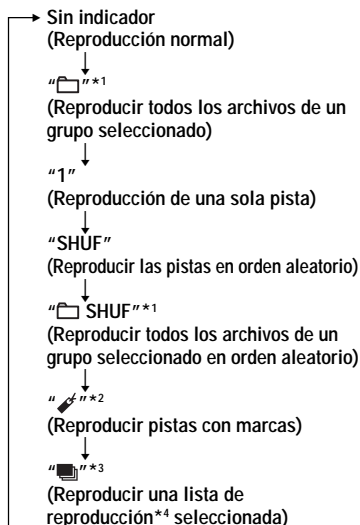 Sin indicador
(Reproducción normal)
“ ”*1
(Reproducir todos los archivos de un
grupo seleccionado)
“1”
(Reproducción de una sola pista)
“SHUF”
(Reproducir las pistas en orden aleatorio)
“ SHUF”*1
(Reproducir todos los archivos de un
grupo seleccionado en orden aleatorio)
“ ”*2
(Reproducir pistas con marcas)
“ ”*3
(Reproducir una lista de
reproducción*4 seleccionada)